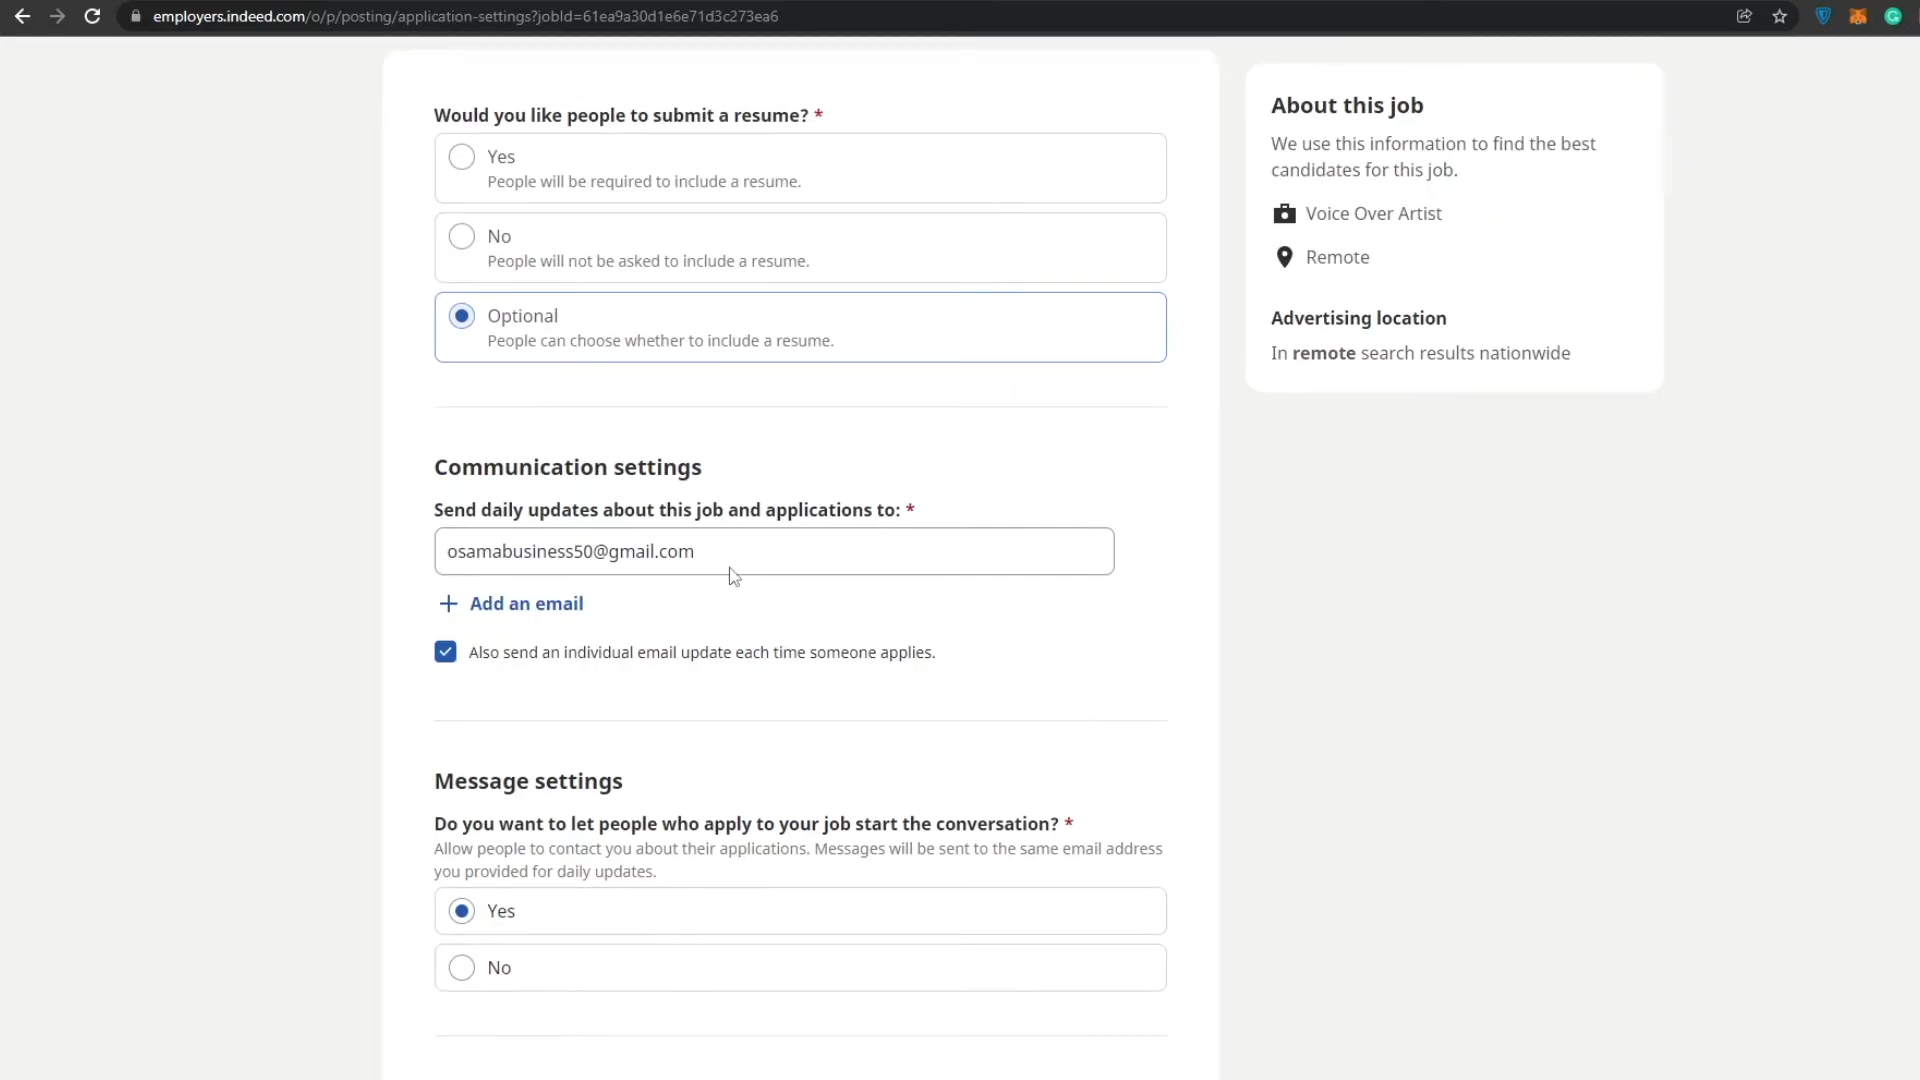 employers.indeed.com/o/p/posting/application-settings?jobId=61ea9a30d1e6e71d3c273ea6
Would you like people to submit a resume? *
Yes
People will be required to include a resume.
No
People will not be asked to include a resume.
Optional
People can choose whether to include a resume.
Communication settings
Send daily updates about this job and applications to: *
osamabusiness50@gmail.com
Add an email
Also send an individual email update each time someone applies.
Message settings
Do you want to let people who apply to your job start the conversation? *
Allow people to contact you about their applications. Messages will be sent to the same email address
you provided for daily updates.
Yes
No
About this job
We use this information to find the best
candidates for this job.
Voice Over Artist
Remote
Advertising location
In remote search results nationwide